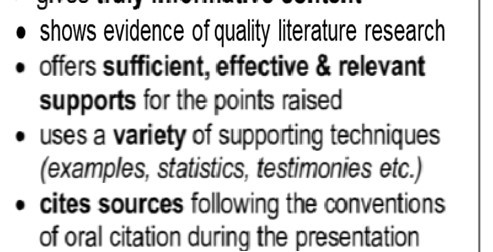 gives truly informative content
• shows evidence of quality literature research
• offers sufficient, effective & relevant
supports for the points raised
• uses a variety of supporting techniques
(examples, statistics, testimonies etc.)
• cites sources following the conventions
of oral citation during the presentation